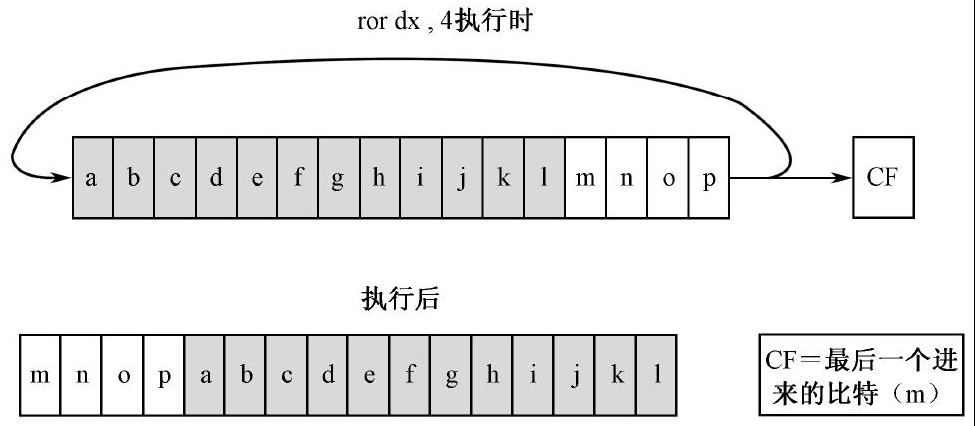 ror dx , 4执行时
a b c d e f g h i j k l m n o p CF
执行后
m n o p a b c d e f g h i j k l
CF＝最后一个进
来的比特（m）